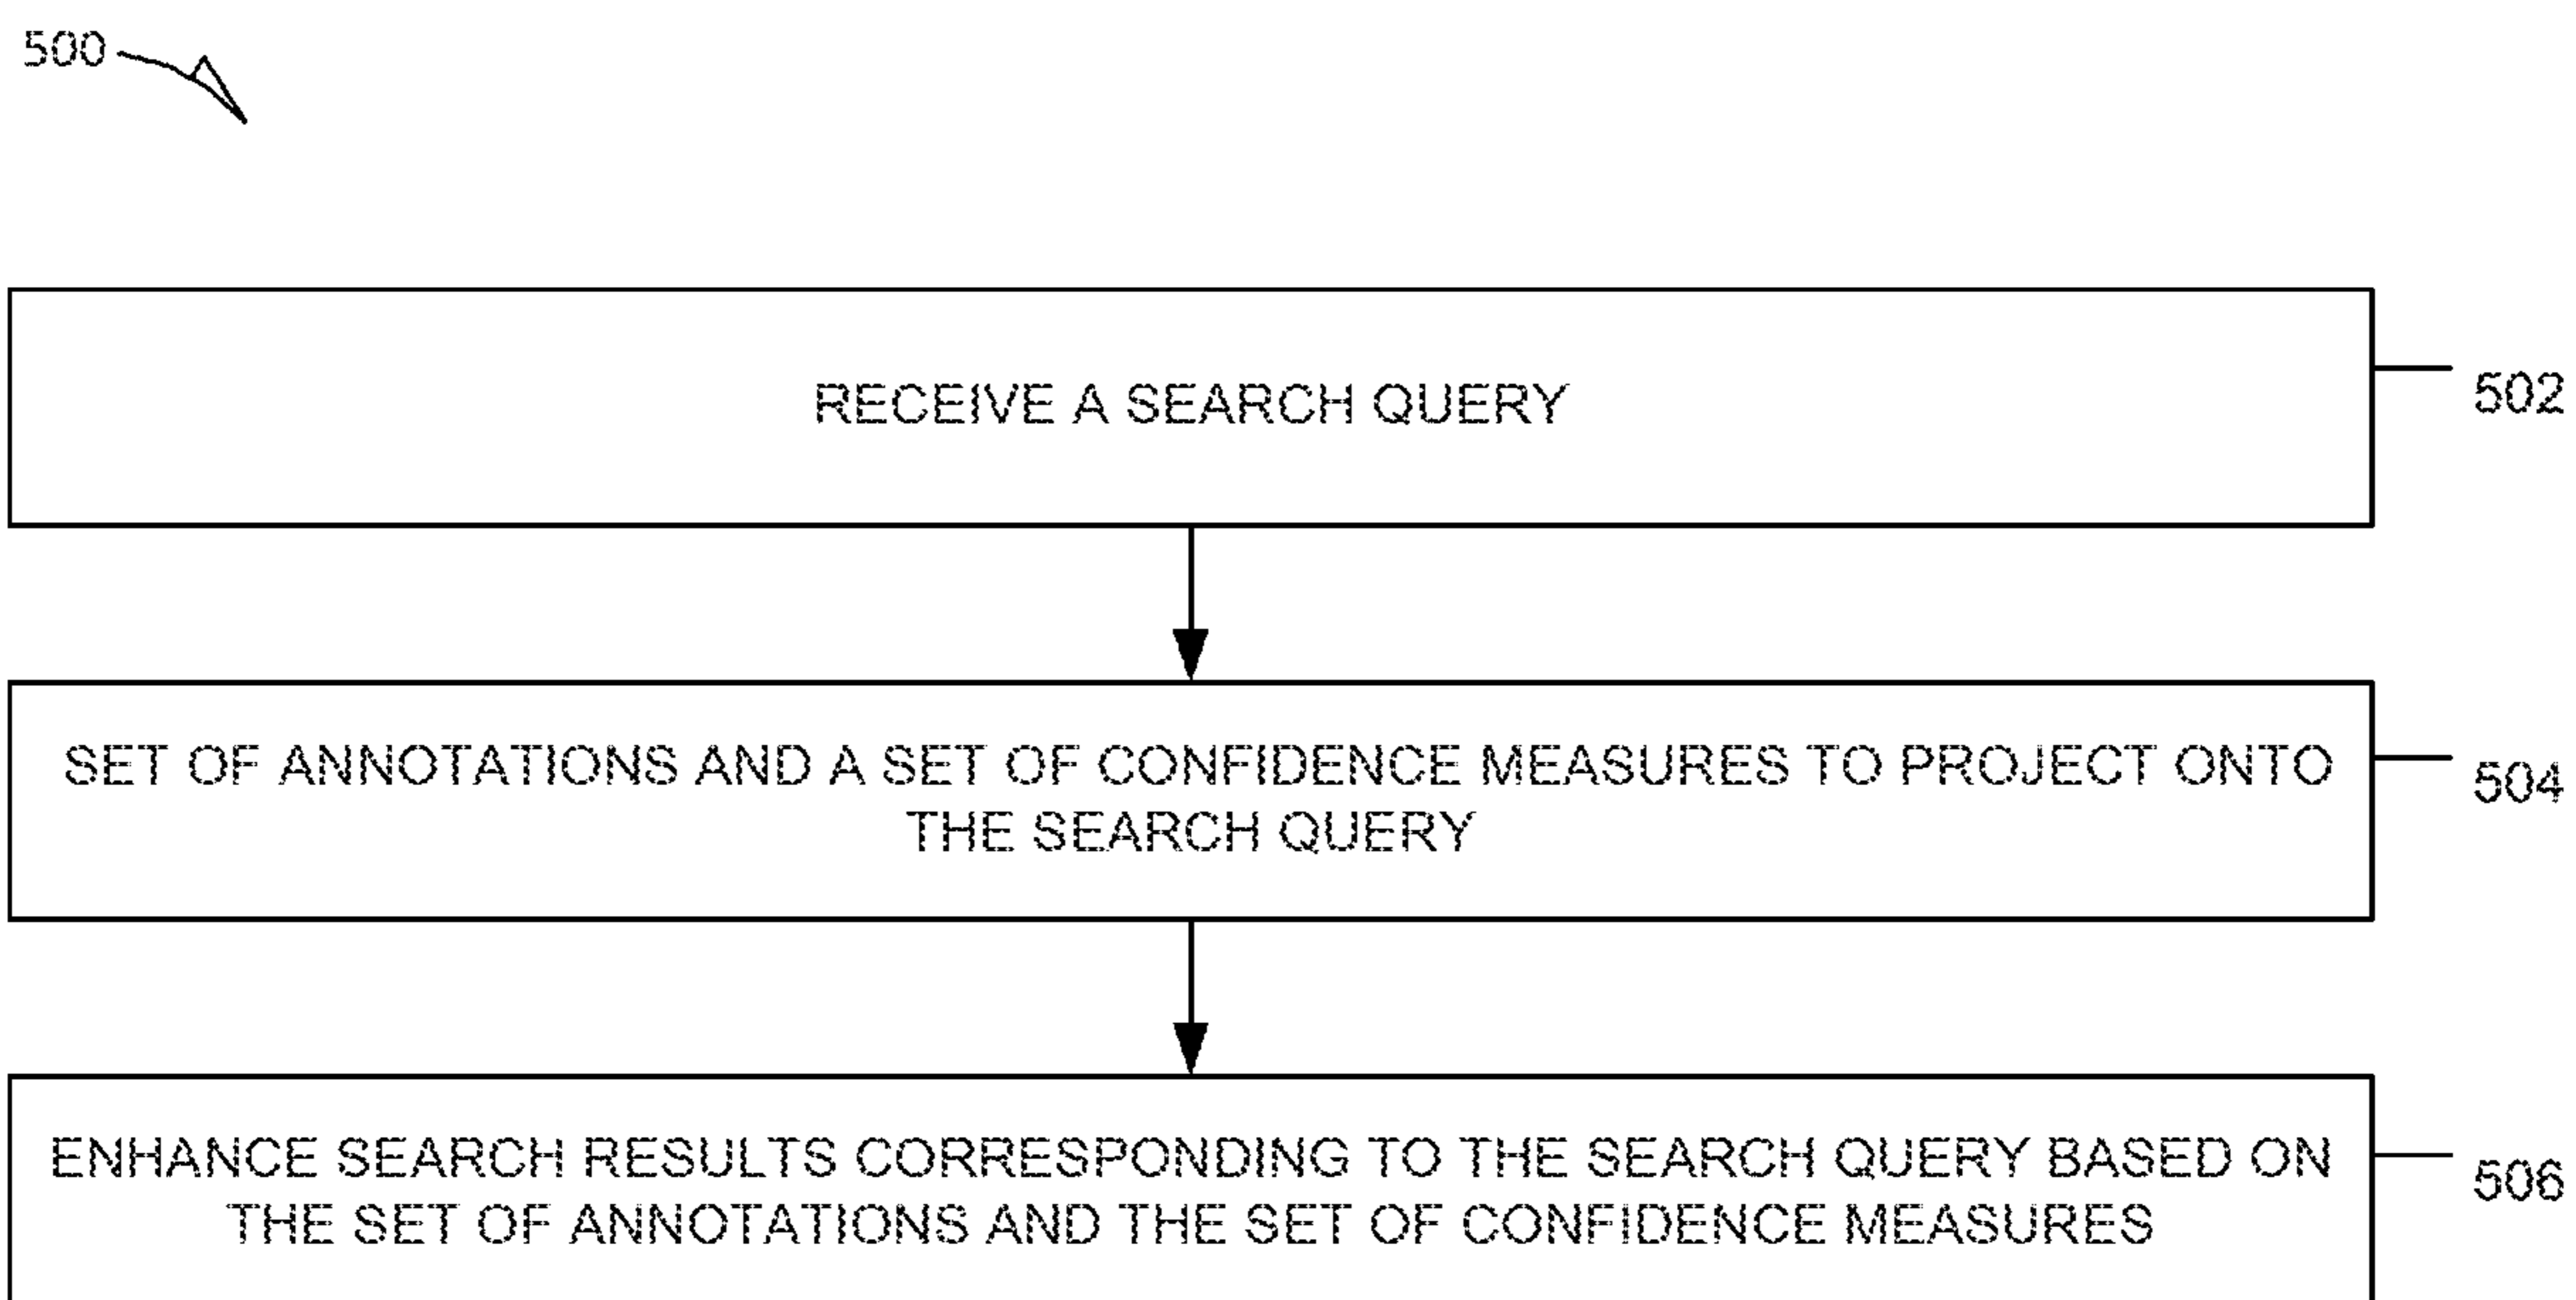 500
RECEIVE A SEARCH QUERY
502
SET OF ANNOTATIONS AND A SET OF CONFIDENCE MEASURES TO PROJECT ONTO
THE SEARCH QUERY
504
ENHANCE SEARCH RESULTS CORRESPONDING TO THE SEARCH QUERY BASED ON
THE SET OF ANNOTATIONS AND THE SET OF CONFIDENCE MEASURES
506